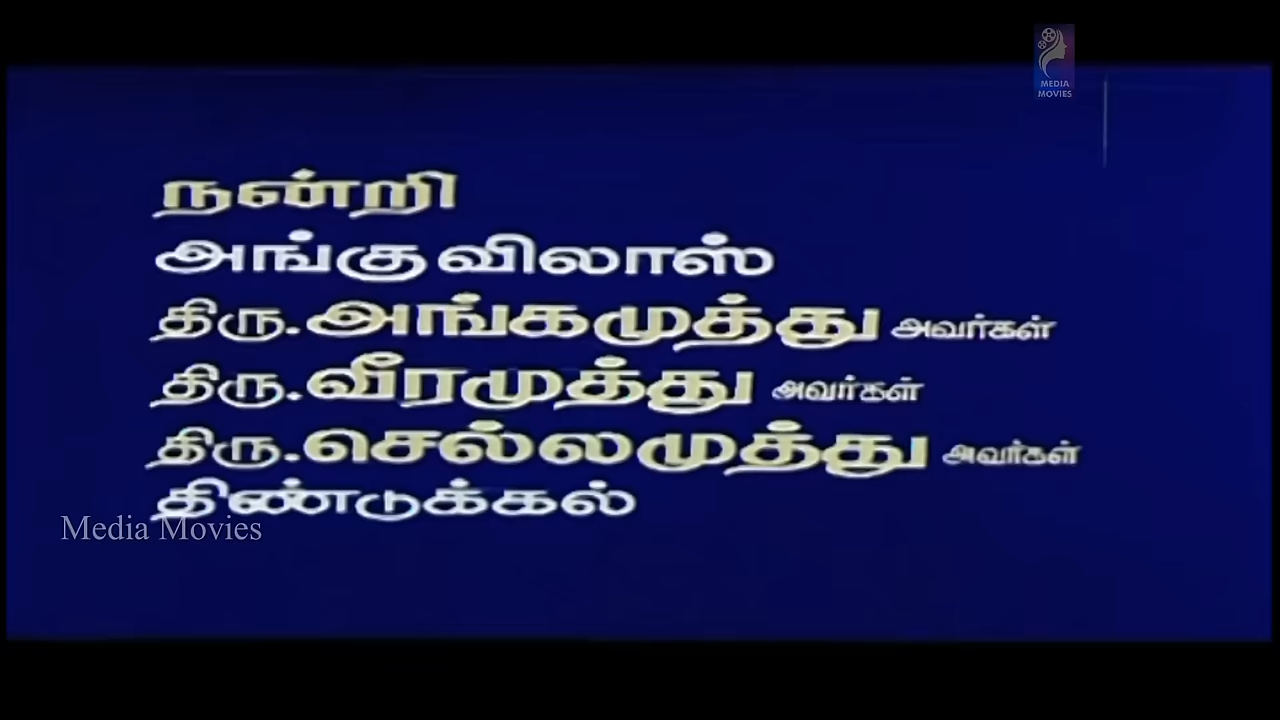 MEDIA
MOVIES
நன்றி
அங்கு விலாஸ்
திரு. அங்கமுத்து அவர்கள்
திரு. வீரமுத்து அவர்கள்
திரு. செல்லமுத்து அவர்கள்
திண்டுக்கல்
Media Movies